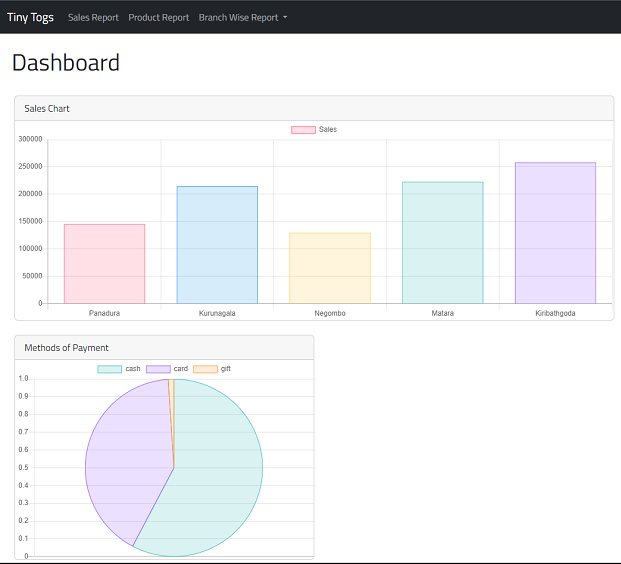 Tiny Togs Sales Report Product Report Branch Wise Report
Dashboard
Sales Chart
Sales
300000
250000
200000
150000
100000
50000
0
Panadura Kurunagala Negombo Matara Kiribathgoda
Methods of Payment
cash card gift
1.0
0.9
0.8
0.7
0.6
0.5
0.4
0.3
0.2
0.1
0